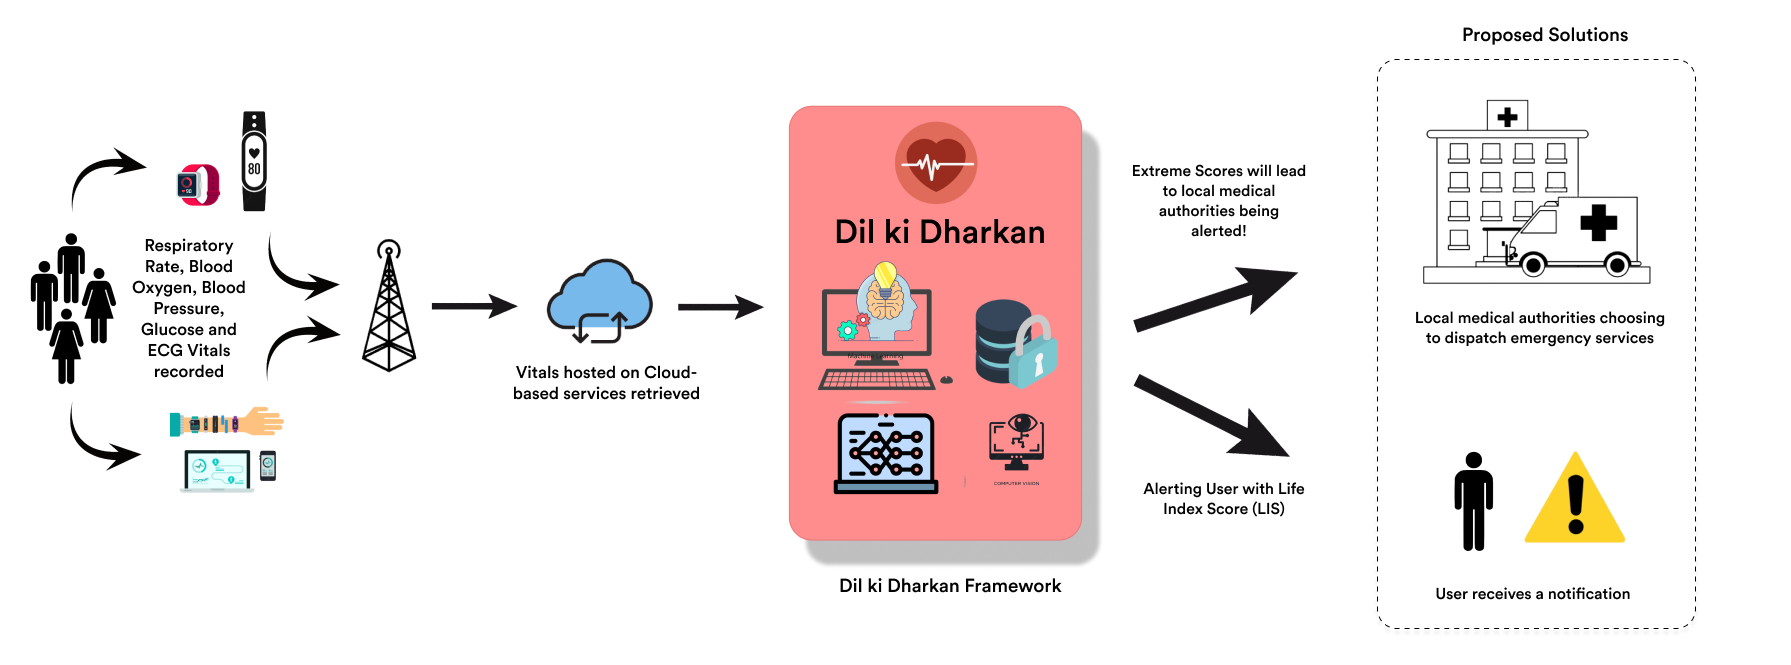 Proposed Solutions
80
80
Respiratory
Rate, Blood
Oxygen, Blood
Pressure,
Glucose and
ECG Vitals
recorded
Vitals hosted on Cloud-
based services retrieved
Dil ki Dharkan
Machine Learning
COMPUTER VISION
Dil ki Dharkan Framework
Extreme Scores will lead
to local medical
authorities being
alerted!
Alerting User with Life
Index Score (LIS)
Local medical authorities choosing
to dispatch emergency services
User receives a notification